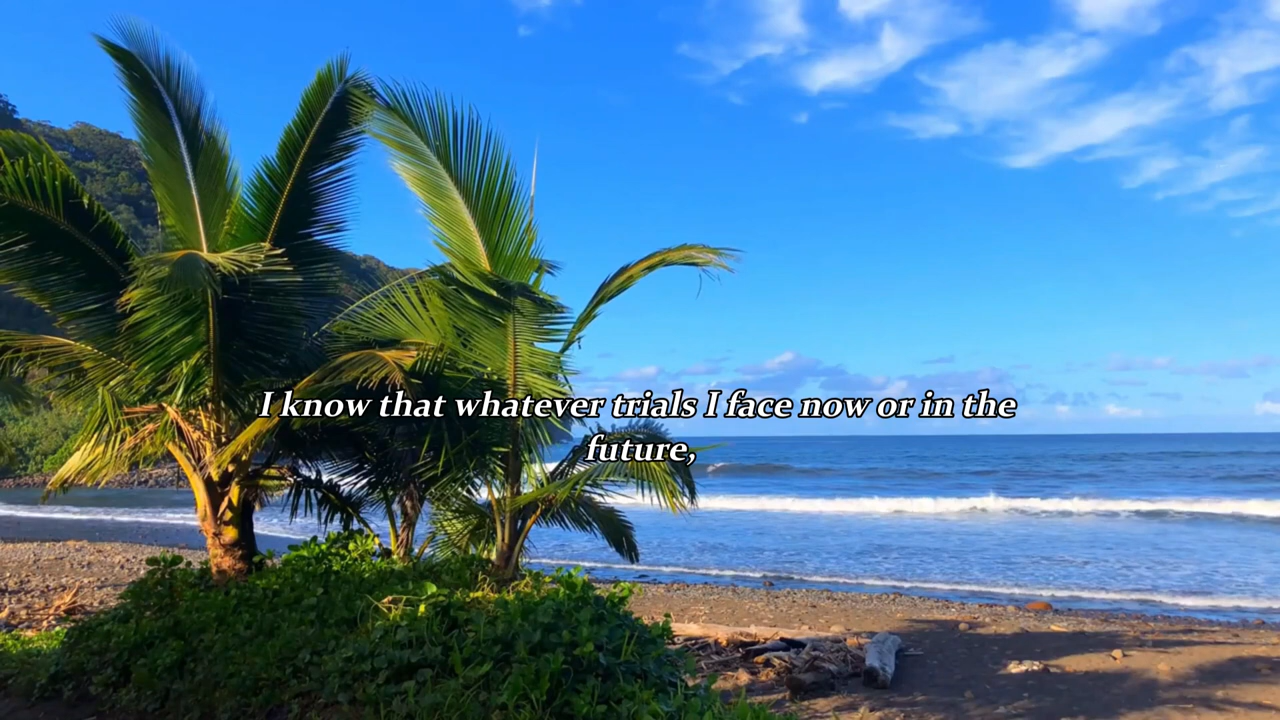 I know that whatever trials I face now or in the
future,